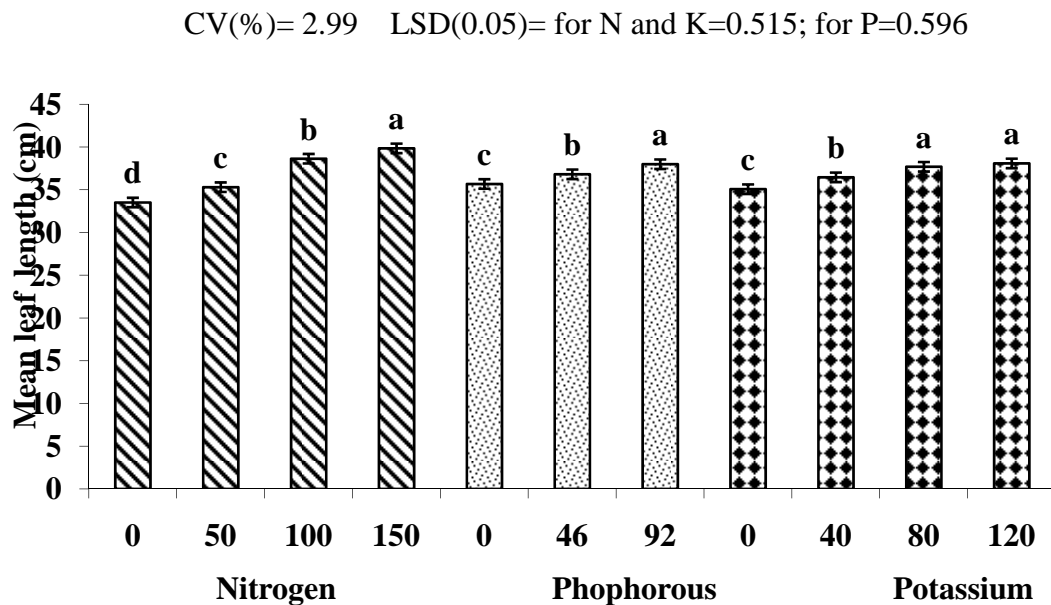 CV(%)= 2.99 LSD(0.05)= for N and K=0.515; for P=0.596
Mean leaf length (cm)
45
40
35
30
25
20
15
10
5
0
d c b a c b a c b a a
0 50 100 150 0 46 92 0 40 80 120
Nitrogen Phophorous Potassium